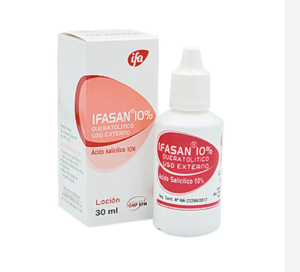 ifa
IFASAN® 10%
QUERATOLITICO
USO EXTERNO
Ácido salicílico 10%
Loción
30 ml
IFASAN® 10%
QUERATOLITICO
USO EXTERNO
Ácido Salicílico 10%